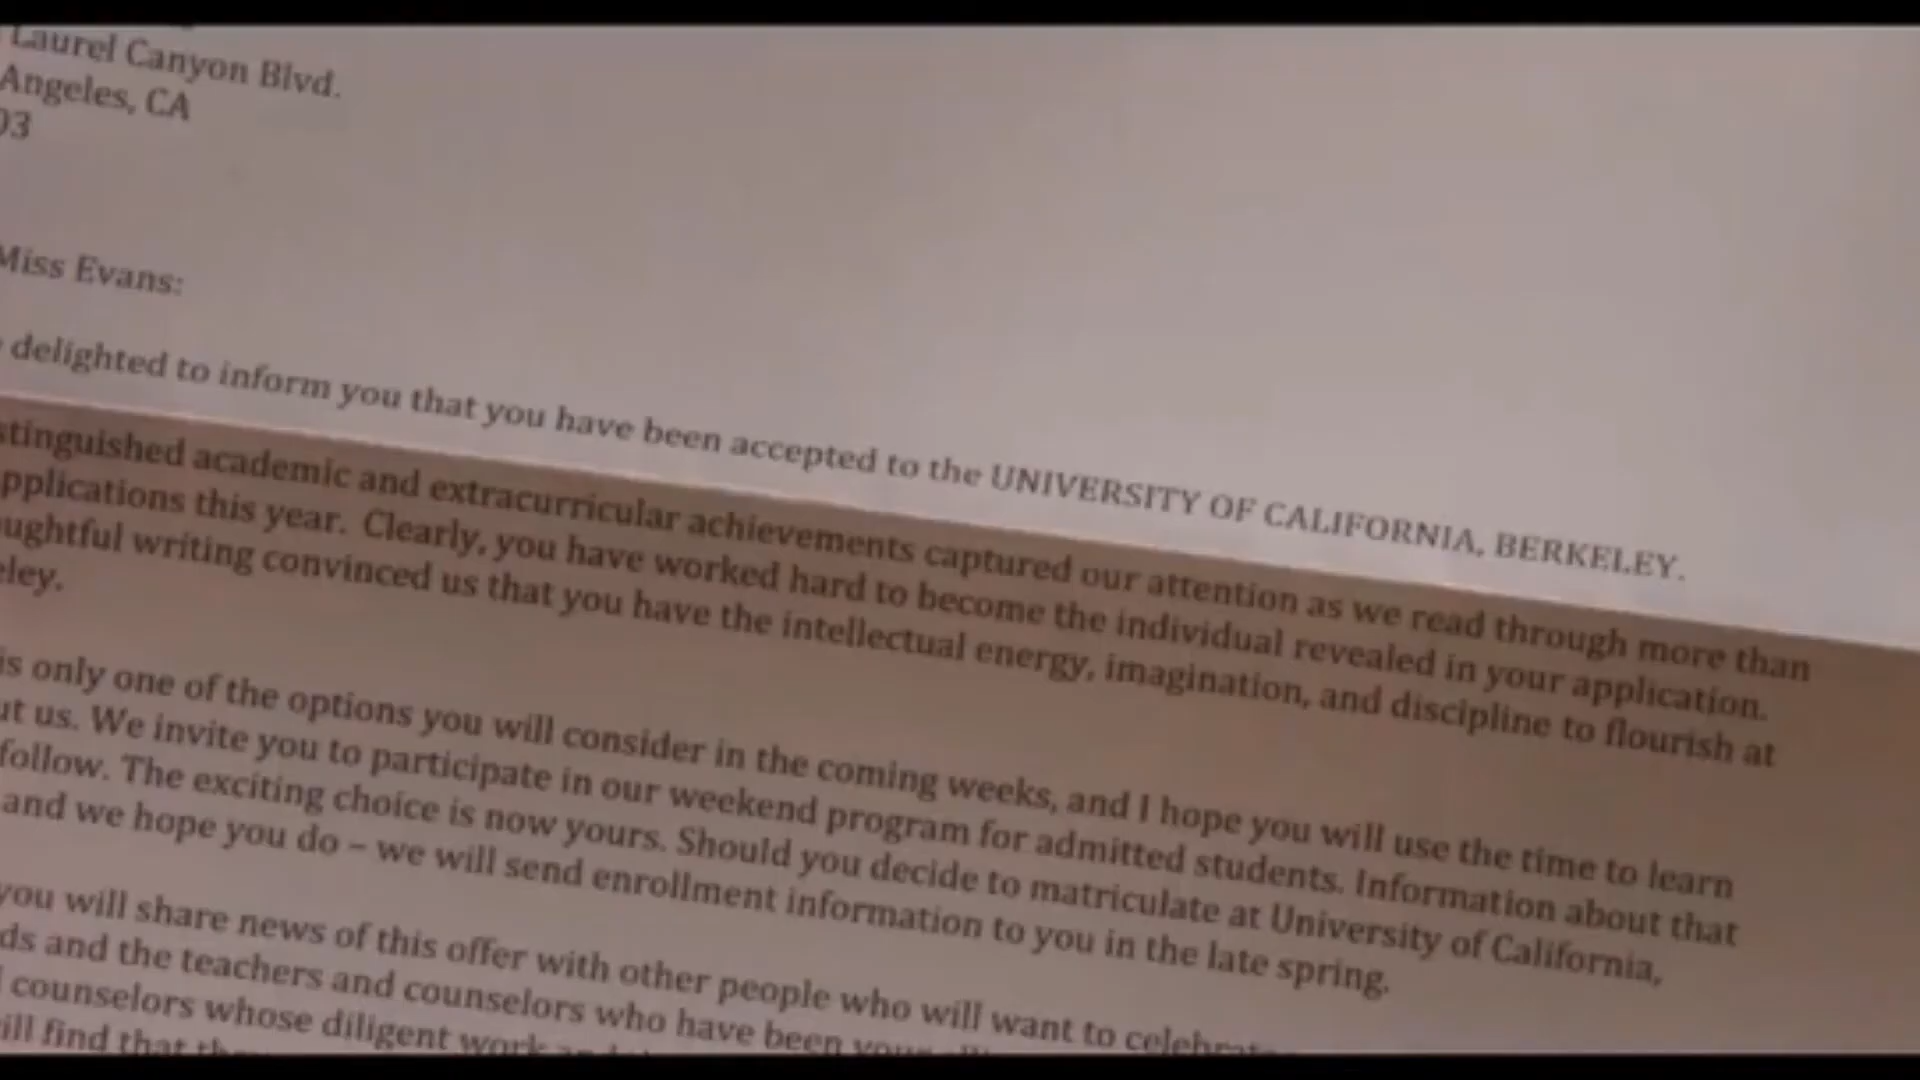 Laurel Canyon Blvd.
Angeles, CA
03
Miss Evans:
delighted to inform you that you have been accepted to the UNIVERSITY OF CALIFORNIA, BERKELEY.
stinguished academic and extracurricular achievements captured our attention as we read through more than
pplications this year. Clearly, you have worked hard to become the individual revealed in your application.
oughtful writing convinced us that you have the intellectual energy, imagination, and discipline to flourish at
eley.
is only one of the options you will consider in the coming weeks, and I hope you will use the time to learn
ut us. We invite you to participate in our weekend program for admitted students. Information about that
follow. The exciting choice is now yours. Should you decide to matriculate at University of California,
and we hope you do – we will send enrollment information to you in the late spring.
you will share news of this offer with other people who will want to celebrate
ds and the teachers and counselors who have been your
counselors whose diligent work
ill find that